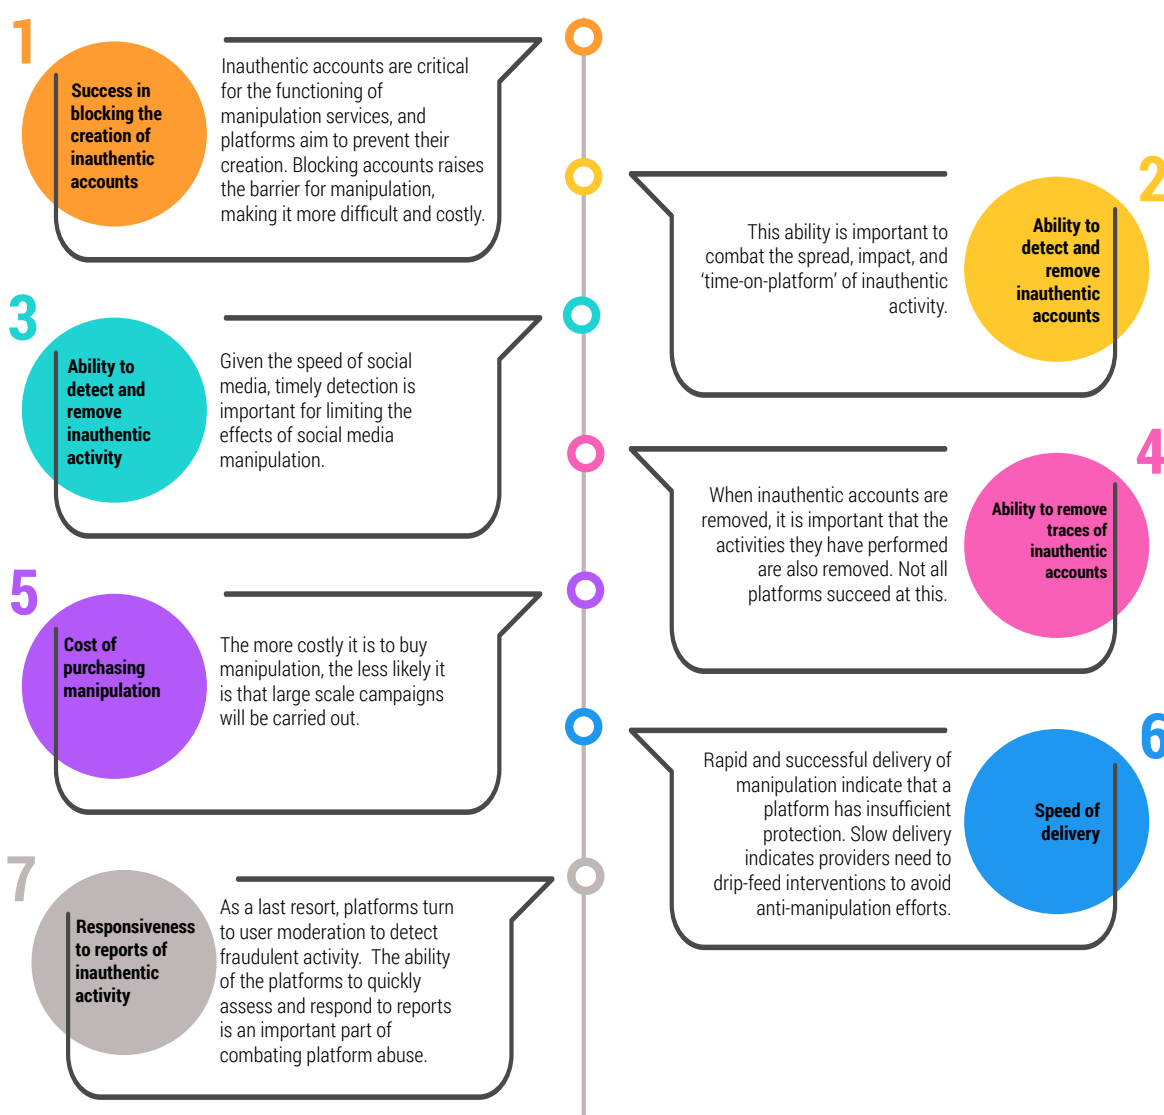 1
Success in
blocking the
creation of
inauthentic
accounts
Inauthentic accounts are critical
for the functioning of
manipulation services, and
platforms aim to prevent their
creation. Blocking accounts raises
the barrier for manipulation,
making it more difficult and costly.
2
Ability to
detect and
remove
inauthentic
accounts
This ability is important to
combat the spread, impact, and
‘time-on-platform’ of inauthentic
activity.
3
Ability to
detect and
remove
inauthentic
activity
Given the speed of social
media, timely detection is
important for limiting the
effects of social media
manipulation.
4
Ability to remove
traces of
inauthentic
accounts
When inauthentic accounts are
removed, it is important that the
activities they have performed
are also removed. Not all
platforms succeed at this.
5
Cost of
purchasing
manipulation
The more costly it is to buy
manipulation, the less likely it
is that large scale campaigns
will be carried out.
6
Speed of
delivery
Rapid and successful delivery of
manipulation indicate that a
platform has insufficient
protection. Slow delivery
indicates providers need to
drip-feed interventions to avoid
anti-manipulation efforts.
7
Responsiveness
to reports of
inauthentic
activity
As a last resort, platforms turn
to user moderation to detect
fraudulent activity.  The ability
of the platforms to quickly
assess and respond to reports
is an important part of
combating platform abuse.